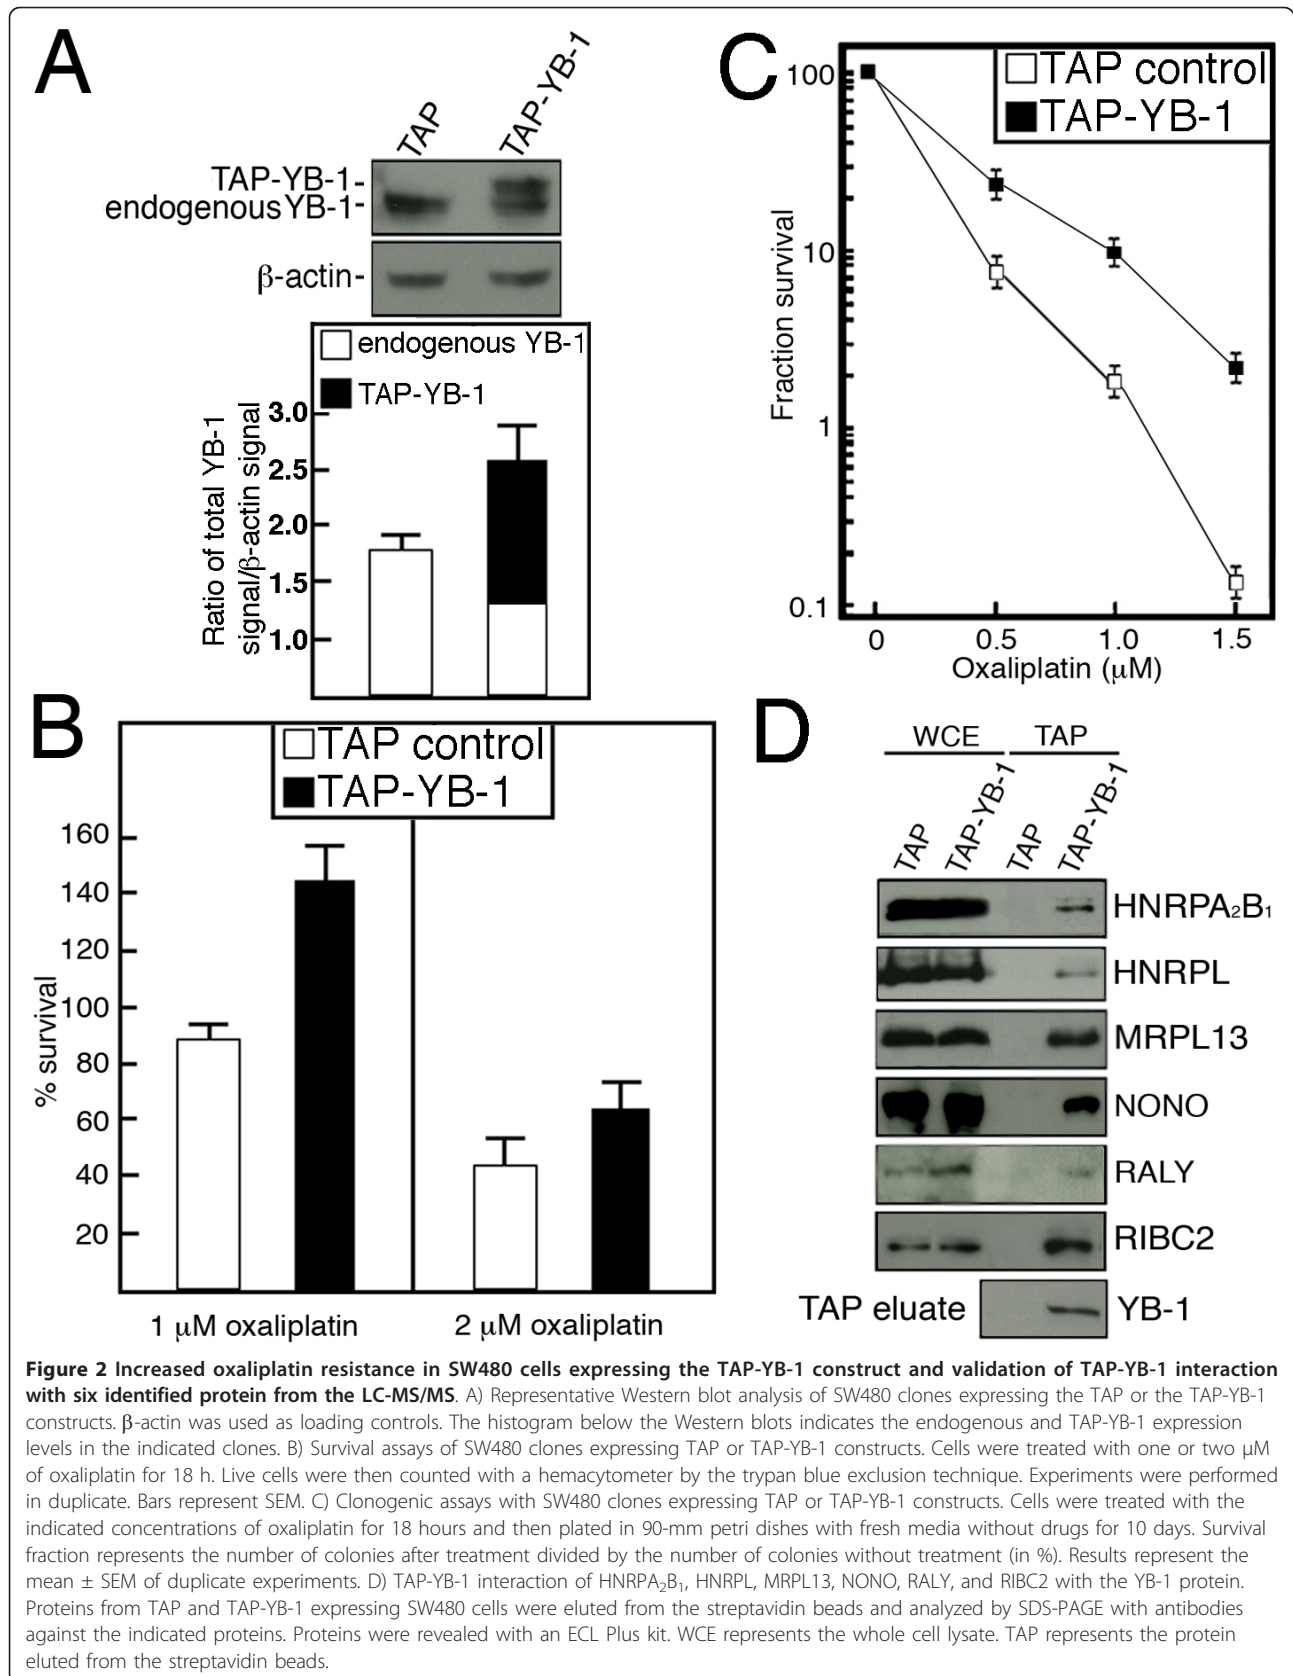 A
TAP
TAP-YB-1
TAP-YB-1-
endogenous YB-1-
β-actin-
endogenous YB-1
TAP-YB-1
Ratio of total YB-1
signal/β-actin signal
3.0
2.5
2.0
1.5
1.0
B
TAP control
TAP-YB-1
% survival
160
140
120
100
80
60
40
20
1 µM oxaliplatin
2 µM oxaliplatin
C
TAP control
TAP-YB-1
Fraction survival
100
10
1
0.1
0
0.5
1.0
1.5
Oxaliplatin (µM)
D
WCE
TAP
TAP
TAP-YB-1
TAP
TAP-YB-1
HNRPA₂B₁
HNRPL
MRPL13
NONO
RALY
RIBC2
TAP eluate
YB-1
Figure 2 Increased oxaliplatin resistance in SW480 cells expressing the TAP-YB-1 construct and validation of TAP-YB-1 interaction
with six identified protein from the LC-MS/MS. A) Representative Western blot analysis of SW480 clones expressing the TAP or the TAP-YB-1
constructs. β-actin was used as loading controls. The histogram below the Western blots indicates the endogenous and TAP-YB-1 expression
levels in the indicated clones. B) Survival assays of SW480 clones expressing TAP or TAP-YB-1 constructs. Cells were treated with one or two µM
of oxaliplatin for 18 h. Live cells were then counted with a hemacytometer by the trypan blue exclusion technique. Experiments were performed
in duplicate. Bars represent SEM. C) Clonogenic assays with SW480 clones expressing TAP or TAP-YB-1 constructs. Cells were treated with the
indicated concentrations of oxaliplatin for 18 hours and then plated in 90-mm petri dishes with fresh media without drugs for 10 days. Survival
fraction represents the number of colonies after treatment divided by the number of colonies without treatment (in %). Results represent the
mean ± SEM of duplicate experiments. D) TAP-YB-1 interaction of HNRPA₂B₁, HNRPL, MRPL13, NONO, RALY, and RIBC2 with the YB-1 protein.
Proteins from TAP and TAP-YB-1 expressing SW480 cells were eluted from the streptavidin beads and analyzed by SDS-PAGE with antibodies
against the indicated proteins. Proteins were revealed with an ECL Plus kit. WCE represents the whole cell lysate. TAP represents the protein
eluted from the streptavidin beads.